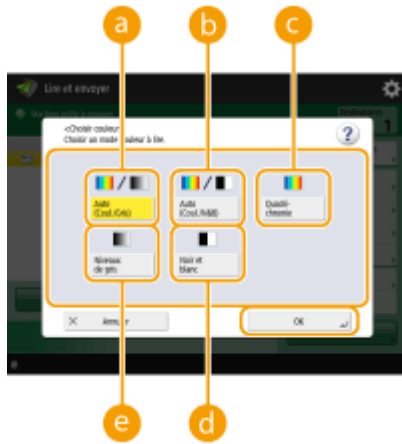 a b c
Lire et envoyer
1
<Choisir couleur>
Choisir un mode couleur à lire.
?
Auto
(Coul./Gris)
Auto
(Coul./N&B)
Quadri-
chromie
Niveaux
de gris
Noir et
blanc
Annuler
OK
e d